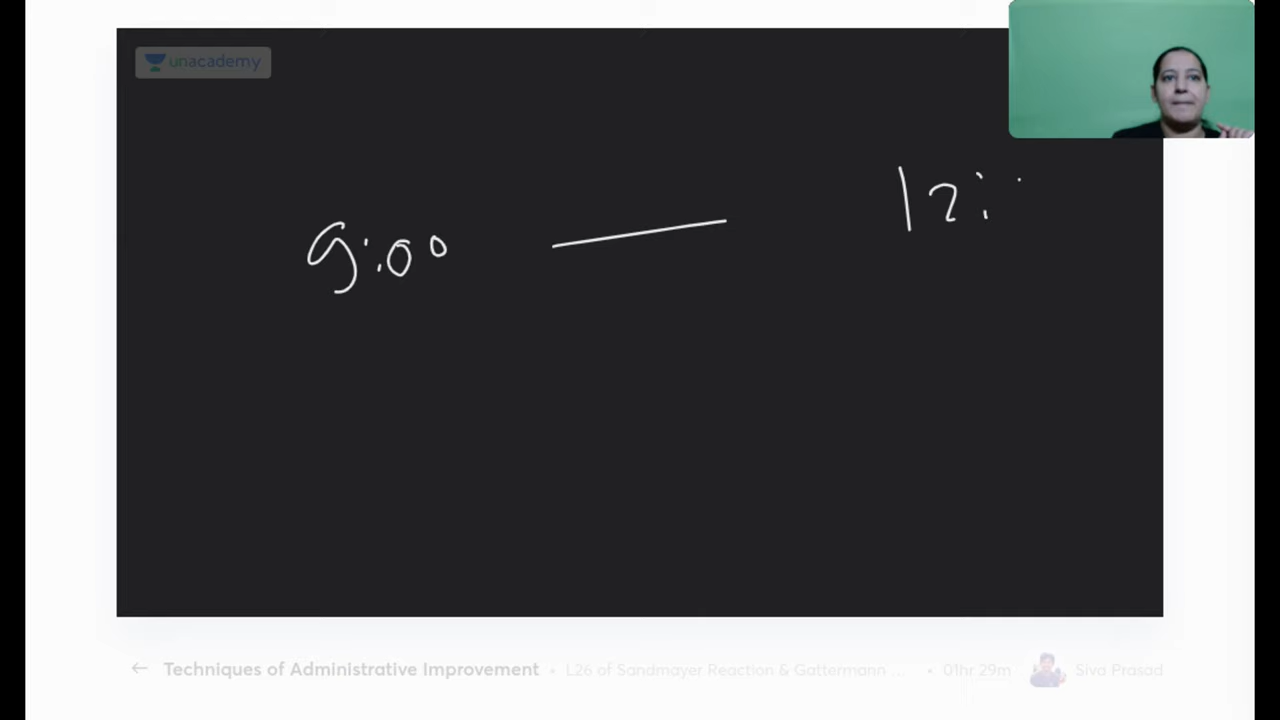 unacademy
9:00 — 12:
← Techniques of Administrative Improvement • L26 of Sandmayer Reaction & Gattermann ... • 01hr 29m Siva Prasad